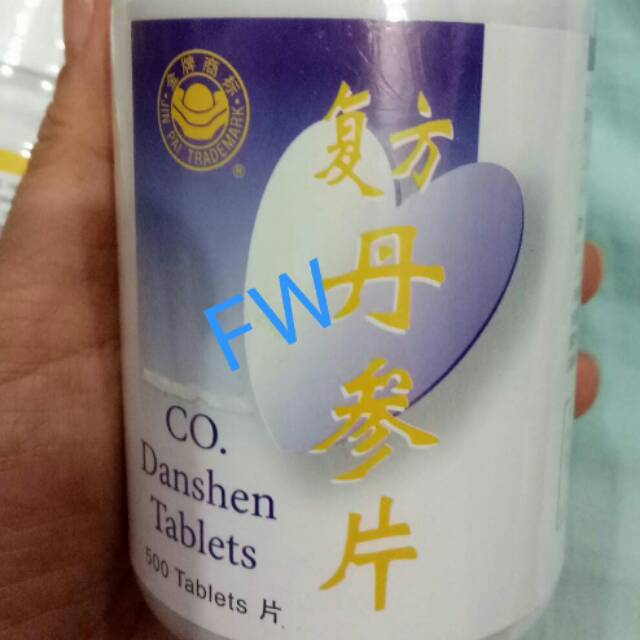 金牌商标
JIN PAI TRADEMARK
®
复方
丹参片
FW
CO.
Danshen
Tablets
500 Tablets 片